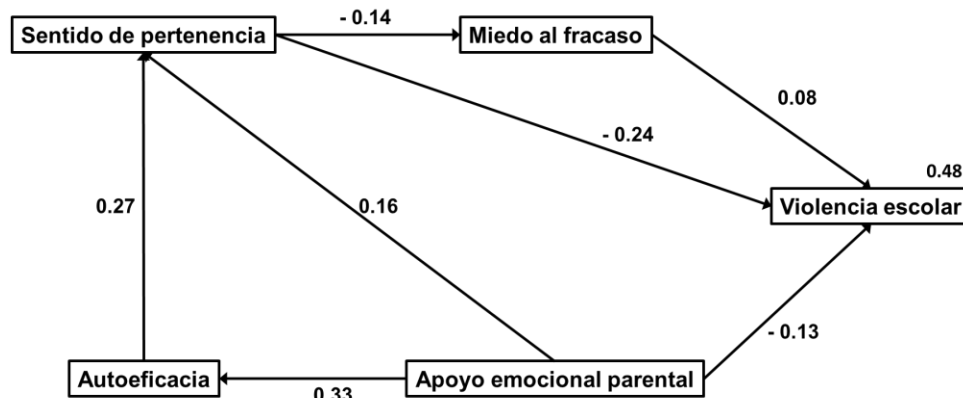 - 0.14
Sentido de pertenencia
Miedo al fracaso
0.08
- 0.24
0.48
Violencia escolar
0.27
0.16
- 0.13
Autoeficacia
Apoyo emocional parental
0.33